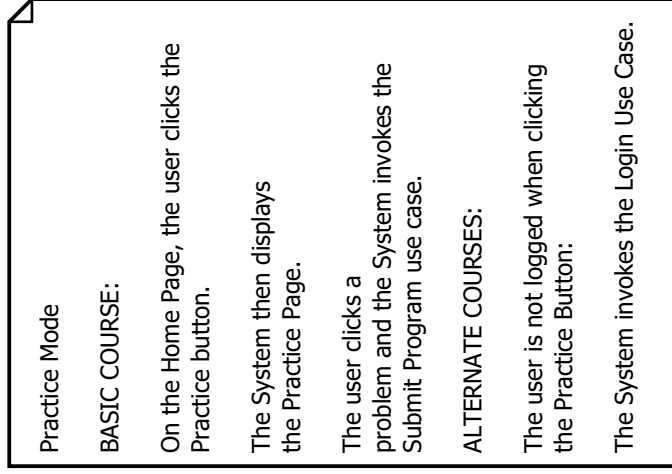 Practice Mode
BASIC COURSE:
On the Home Page, the user clicks the
Practice button.
The System then displays
the Practice Page.
The user clicks a
problem and the System invokes the
Submit Program use case.
ALTERNATE COURSES:
The user is not logged when clicking
the Practice Button:
The System invokes the Login Use Case.